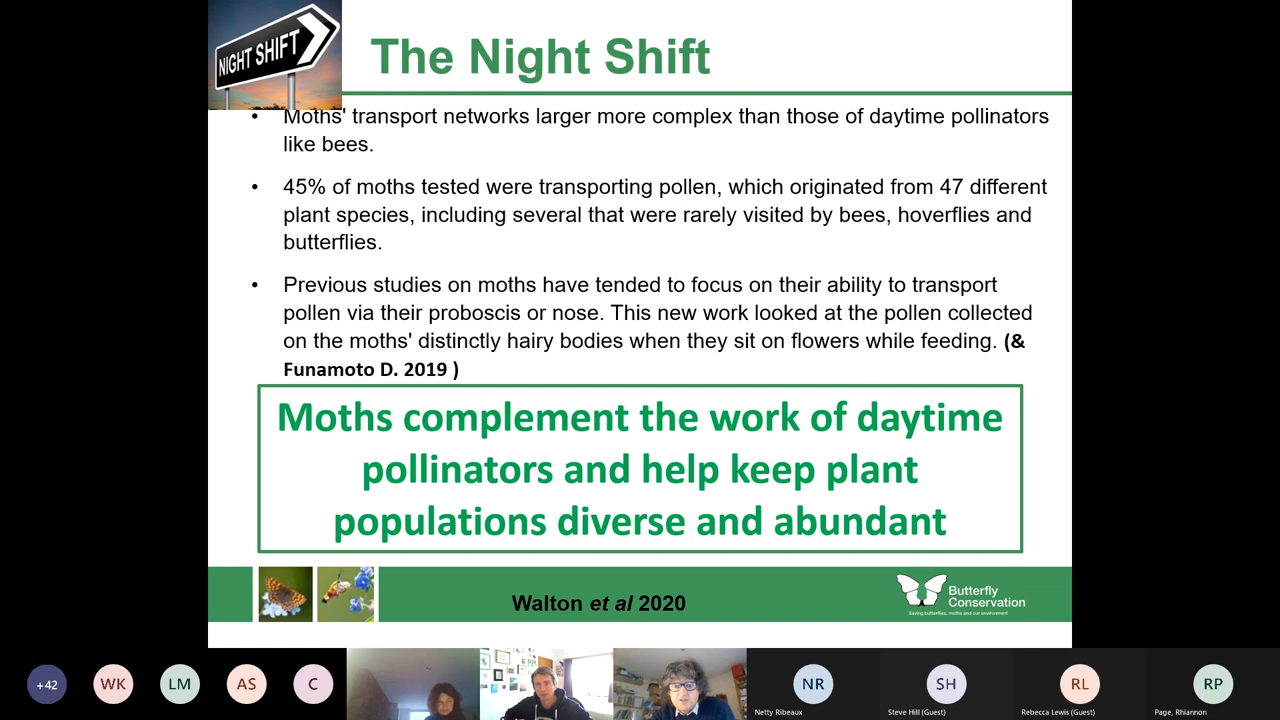 NIGHT SHIFT
The Night Shift
• Moths' transport networks larger more complex than those of daytime pollinators
like bees.
• 45% of moths tested were transporting pollen, which originated from 47 different
plant species, including several that were rarely visited by bees, hoverflies and
butterflies.
• Previous studies on moths have tended to focus on their ability to transport
pollen via their proboscis or nose. This new work looked at the pollen collected
on the moths' distinctly hairy bodies when they sit on flowers while feeding. (&
Funamoto D. 2019 )
Moths complement the work of daytime
pollinators and help keep plant
populations diverse and abundant
Walton et al 2020
Butterfly
Conservation
Saving butterflies, moths and our environment
+42
WK
LM
AS
C
NR
SH
RL
RP
Netty Ribeaux
Steve Hill (Guest)
Rebecca Lewis (Guest)
Page, Rhiannon